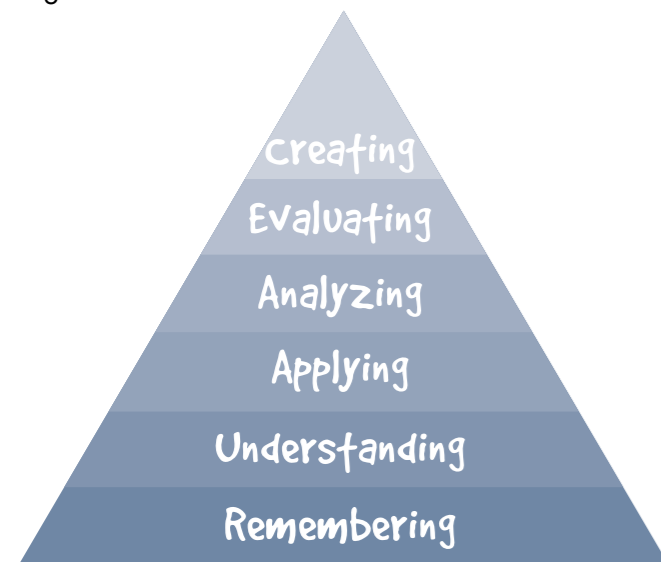 Creating
Evaluating
Analyzing
Applying
Understanding
Remembering